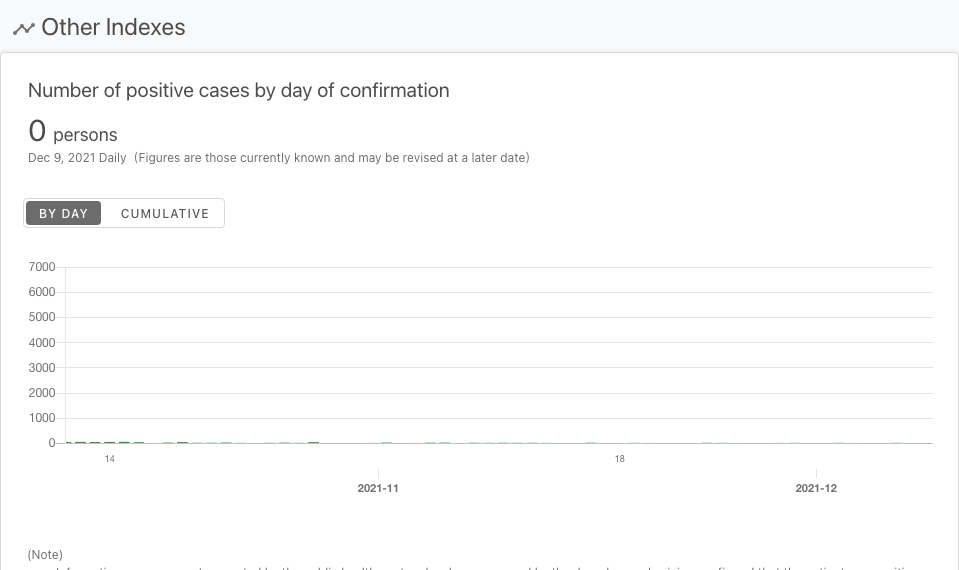 Other Indexes
Number of positive cases by day of confirmation
0 persons
Dec 9, 2021 Daily (Figures are those currently known and may be revised at a later date)
BY DAY CUMULATIVE
7000
6000
5000
4000
3000
2000
1000
0
14 18
2021-11 2021-12
(Note)